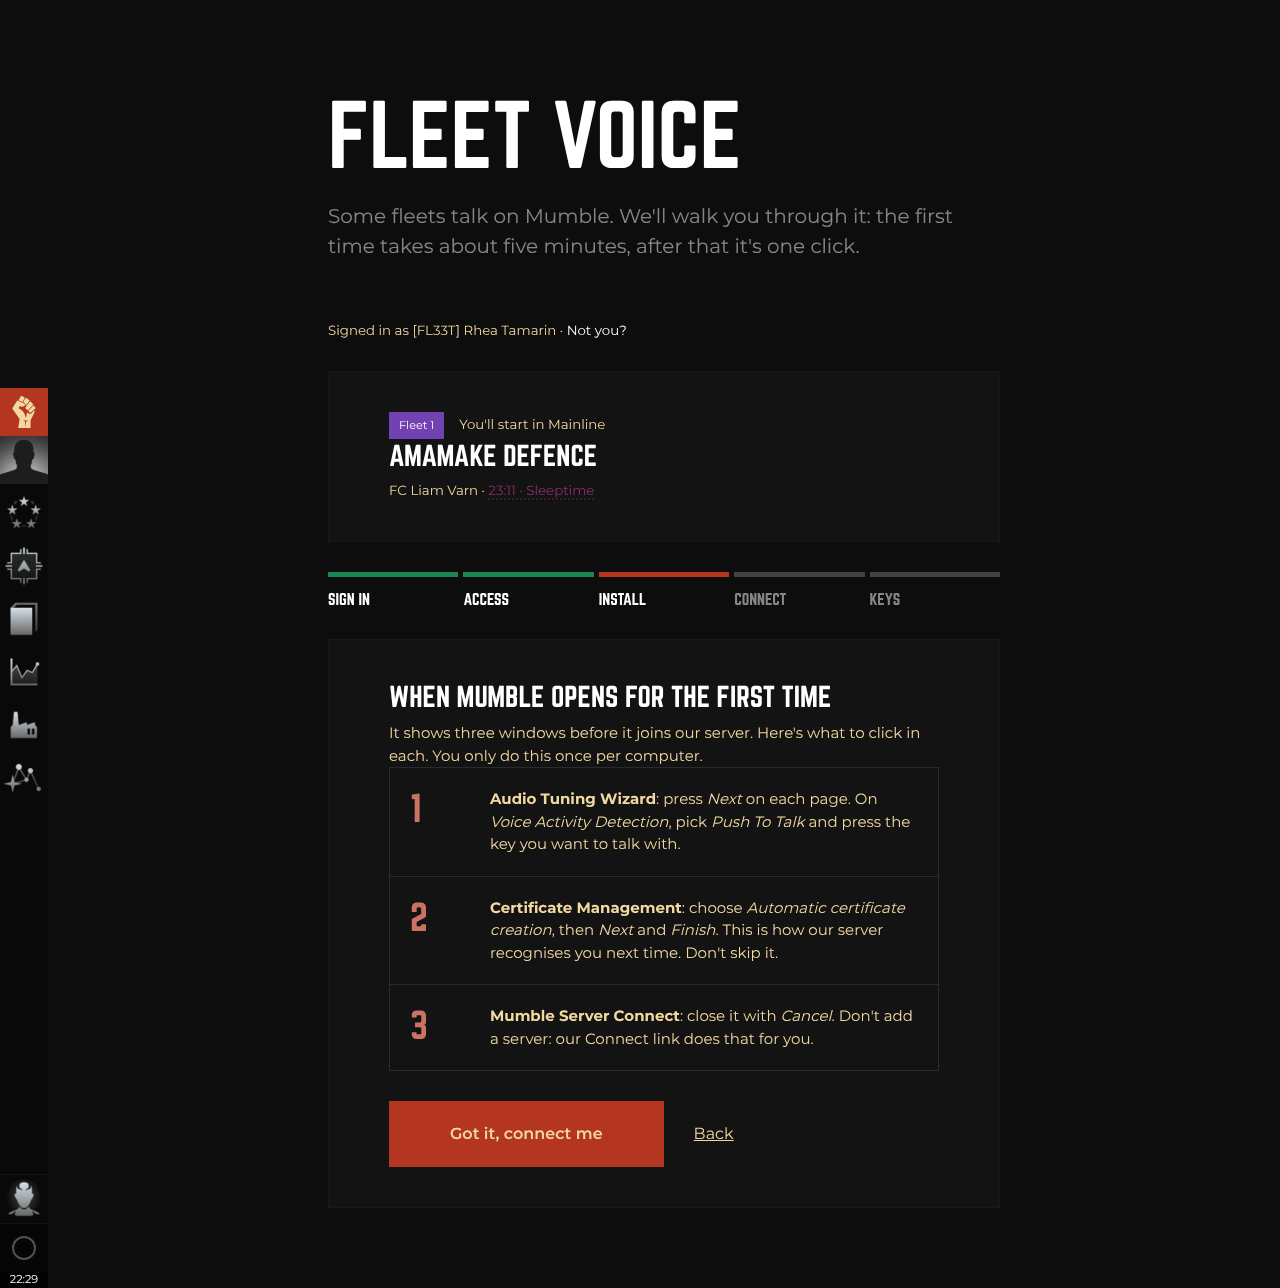 FLEET VOICE
Some fleets talk on Mumble. We'll walk you through it: the first
time takes about five minutes, after that it's one click.
Signed in as [FL33T] Rhea Tamarin · Not you?
Fleet 1 You'll start in Mainline
AMAMAKE DEFENCE
FC Liam Varn · 23:11 · Sleeptime
SIGN IN ACCESS INSTALL CONNECT KEYS
WHEN MUMBLE OPENS FOR THE FIRST TIME
It shows three windows before it joins our server. Here's what to click in
each. You only do this once per computer.
1 Audio Tuning Wizard: press Next on each page. On
Voice Activity Detection, pick Push To Talk and press the
key you want to talk with.
2 Certificate Management: choose Automatic certificate
creation, then Next and Finish. This is how our server
recognises you next time. Don't skip it.
3 Mumble Server Connect: close it with Cancel. Don't add
a server: our Connect link does that for you.
Got it, connect me Back
22:29